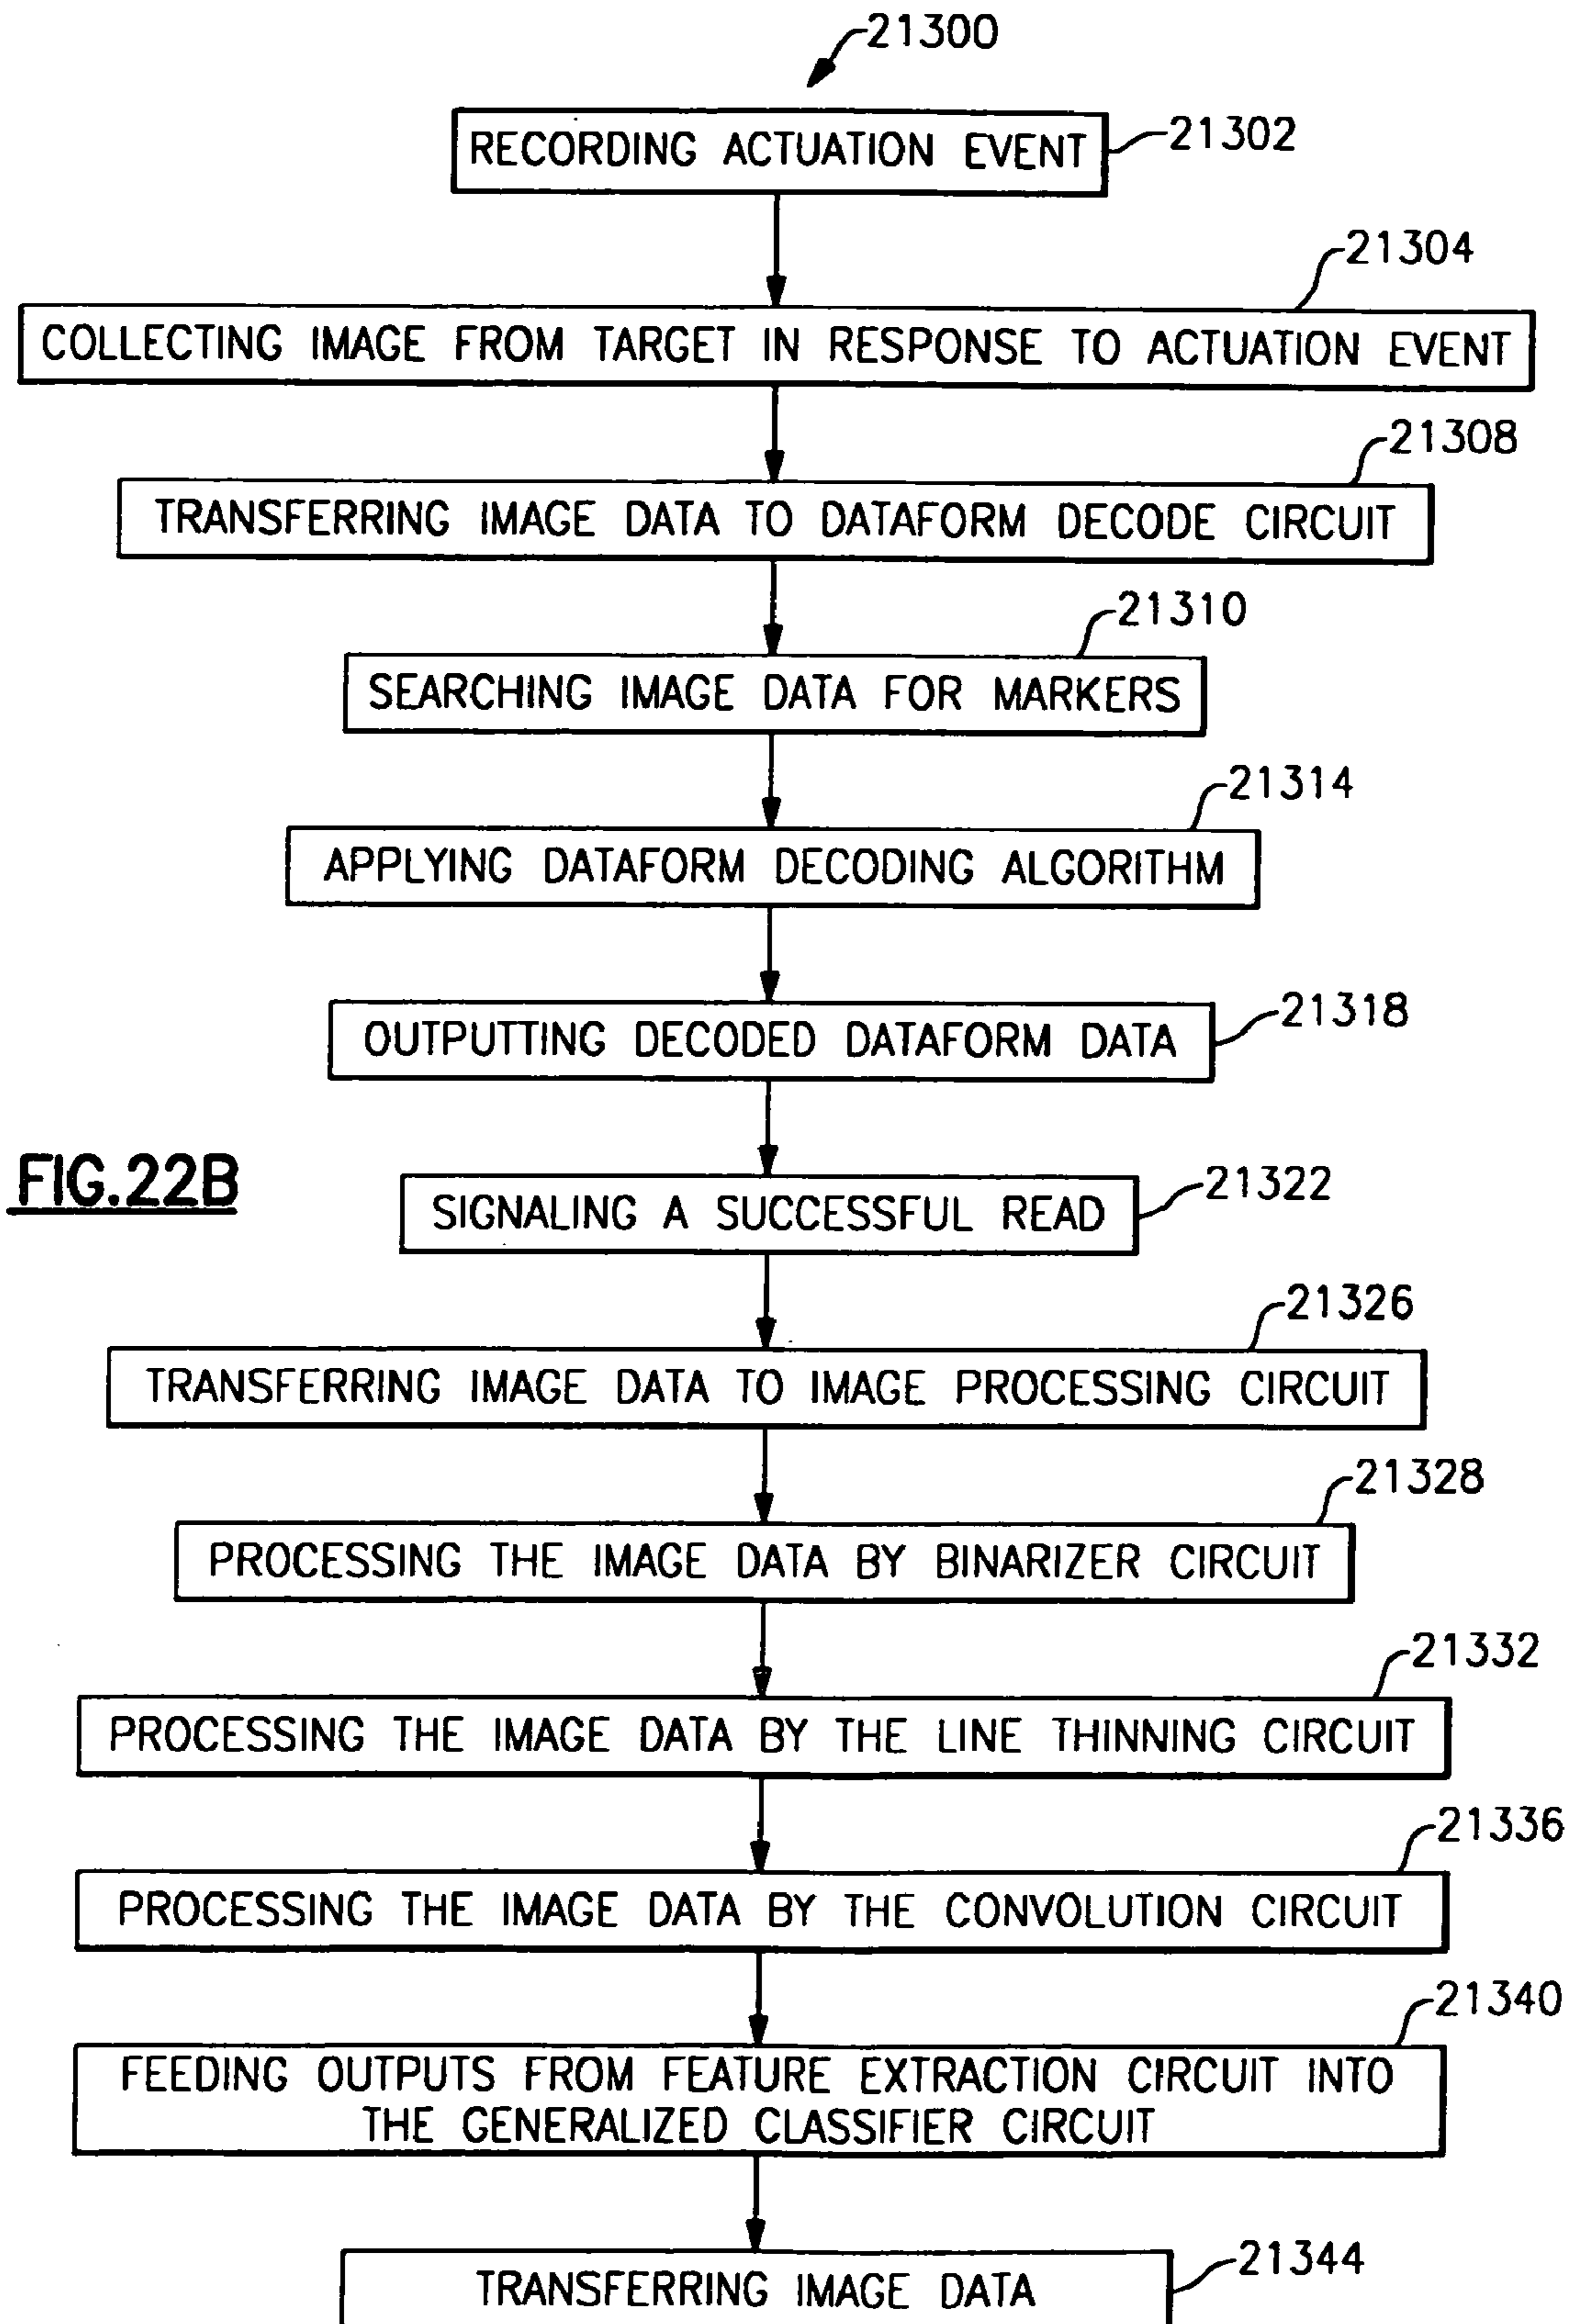 21300
RECORDING ACTUATION EVENT
21302
21304
COLLECTING IMAGE FROM TARGET IN RESPONSE TO ACTUATION EVENT
21308
TRANSFERRING IMAGE DATA TO DATAFORM DECODE CIRCUIT
21310
SEARCHING IMAGE DATA FOR MARKERS
21314
APPLYING DATAFORM DECODING ALGORITHM
OUTPUTTING DECODED DATAFORM DATA
21318
FIG.22B
SIGNALING A SUCCESSFUL READ
21322
21326
TRANSFERRING IMAGE DATA TO IMAGE PROCESSING CIRCUIT
21328
PROCESSING THE IMAGE DATA BY BINARIZER CIRCUIT
21332
PROCESSING THE IMAGE DATA BY THE LINE THINNING CIRCUIT
21336
PROCESSING THE IMAGE DATA BY THE CONVOLUTION CIRCUIT
21340
FEEDING OUTPUTS FROM FEATURE EXTRACTION CIRCUIT INTO
THE GENERALIZED CLASSIFIER CIRCUIT
21344
TRANSFERRING IMAGE DATA